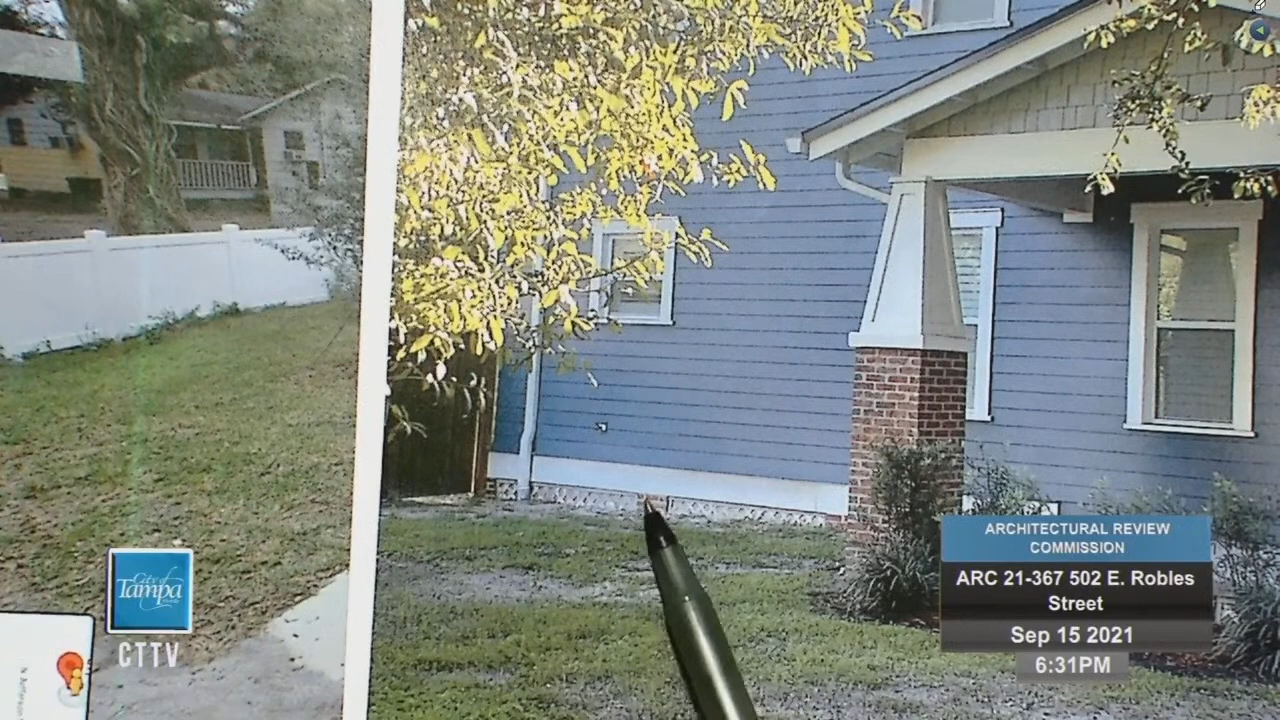 City of
Tampa
CTTV
ARCHITECTURAL REVIEW
COMMISSION
ARC 21-367 502 E. Robles
Street
Sep 15 2021
6:31PM